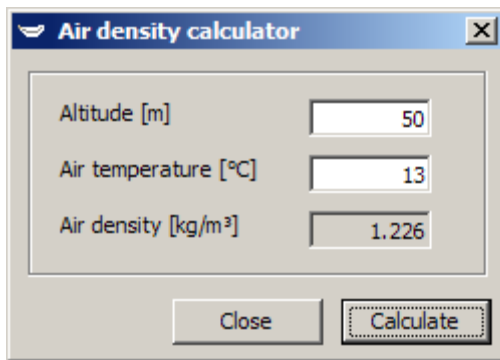 Air density calculator
Altitude [m] 50
Air temperature [°C] 13
Air density [kg/m³] 1.226
Close Calculate